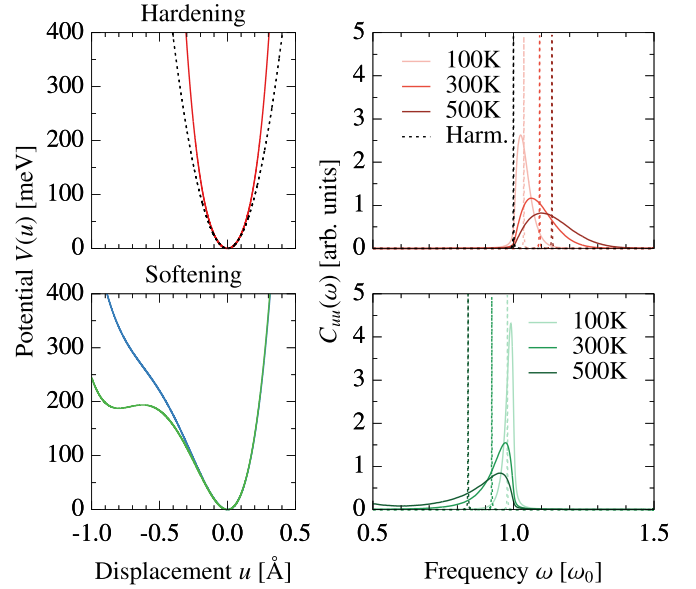 Hardening
400
300
200
100
0
Potential V(u) [meV]
Softening
400
300
200
100
0
-1.0 -0.5 0.0 0.5
Displacement u [Å]
5
4
3
2
1
0
100K
300K
500K
Harm.
C_uu(ω) [arb. units]
5
4
3
2
1
0
100K
300K
500K
0.5 1.0 1.5
Frequency ω [ω₀]